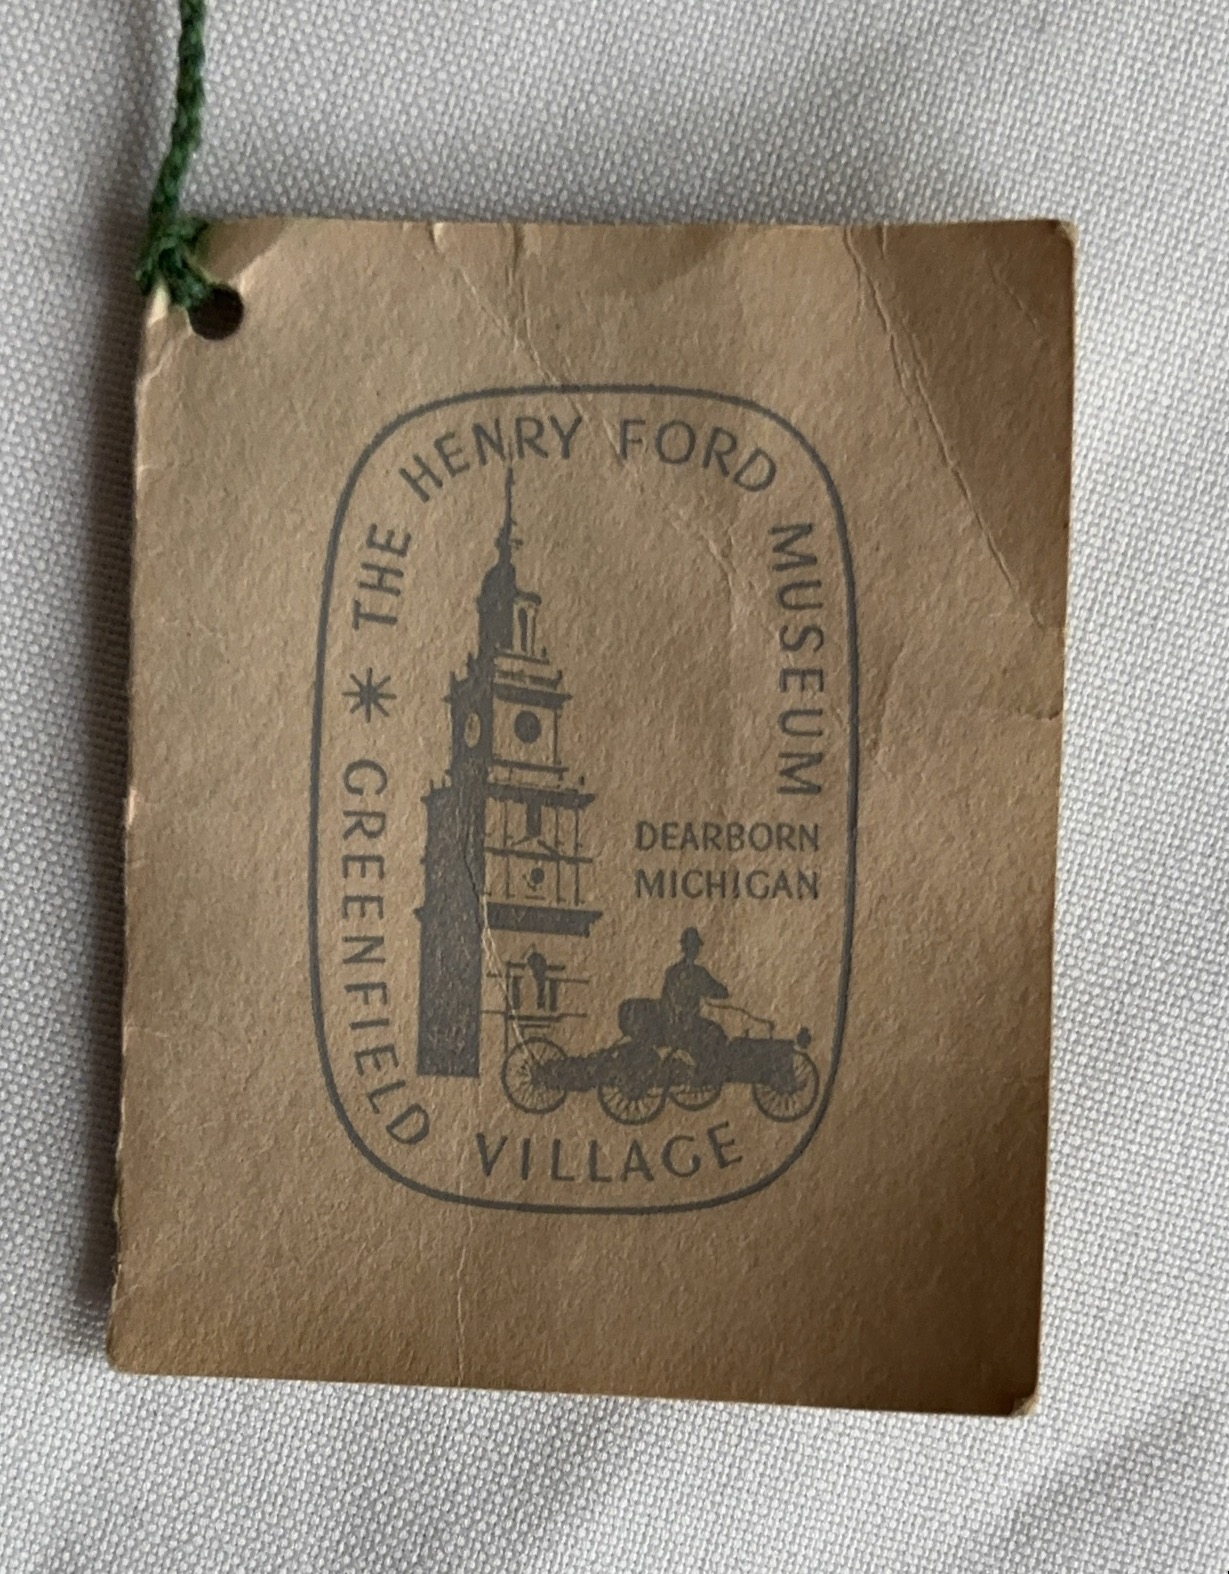 THE HENRY FORD MUSEUM
DEARBORN
MICHIGAN
GREENFIELD VILLAGE